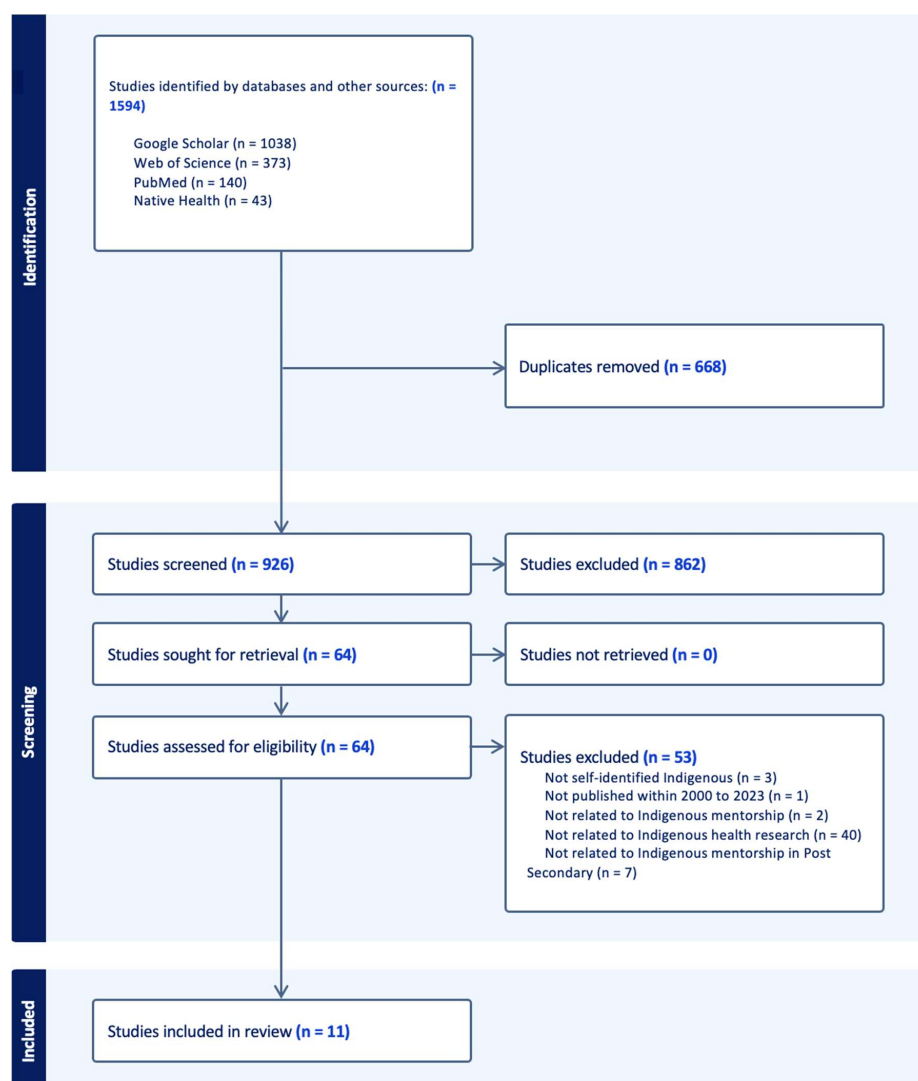 Identification
Studies identified by databases and other sources: (n =
1594)
Google Scholar (n = 1038)
Web of Science (n = 373)
PubMed (n = 140)
Native Health (n = 43)
Duplicates removed (n = 668)
Screening
Studies screened (n = 926)
Studies excluded (n = 862)
Studies sought for retrieval (n = 64)
Studies not retrieved (n = 0)
Studies assessed for eligibility (n = 64)
Studies excluded (n = 53)
Not self-identified Indigenous (n = 3)
Not published within 2000 to 2023 (n = 1)
Not related to Indigenous mentorship (n = 2)
Not related to Indigenous health research (n = 40)
Not related to Indigenous mentorship in Post
Secondary (n = 7)
Included
Studies included in review (n = 11)